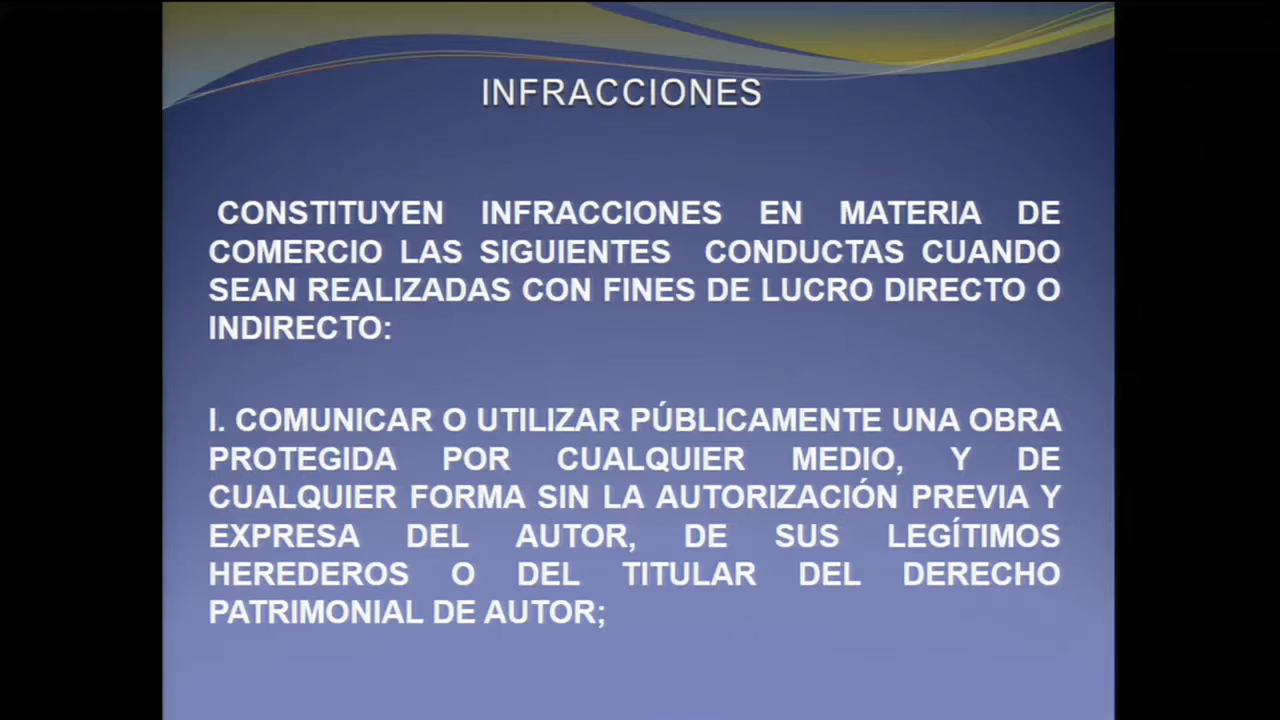 INFRACCIONES
CONSTITUYEN INFRACCIONES EN MATERIA DE
COMERCIO LAS SIGUIENTES CONDUCTAS CUANDO
SEAN REALIZADAS CON FINES DE LUCRO DIRECTO O
INDIRECTO:
I. COMUNICAR O UTILIZAR PÚBLICAMENTE UNA OBRA
PROTEGIDA POR CUALQUIER MEDIO, Y DE
CUALQUIER FORMA SIN LA AUTORIZACIÓN PREVIA Y
EXPRESA DEL AUTOR, DE SUS LEGÍTIMOS
HEREDEROS O DEL TITULAR DEL DERECHO
PATRIMONIAL DE AUTOR;